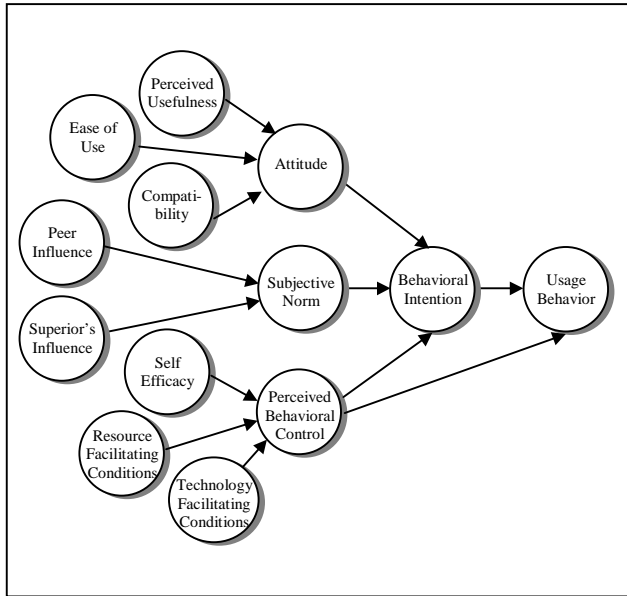 Perceived
Usefulness
Ease of
Use
Attitude
Compati-
bility
Peer
Influence
Subjective
Norm
Behavioral
Intention
Usage
Behavior
Superior's
Influence
Self
Efficacy
Perceived
Behavioral
Control
Resource
Facilitating
Conditions
Technology
Facilitating
Conditions